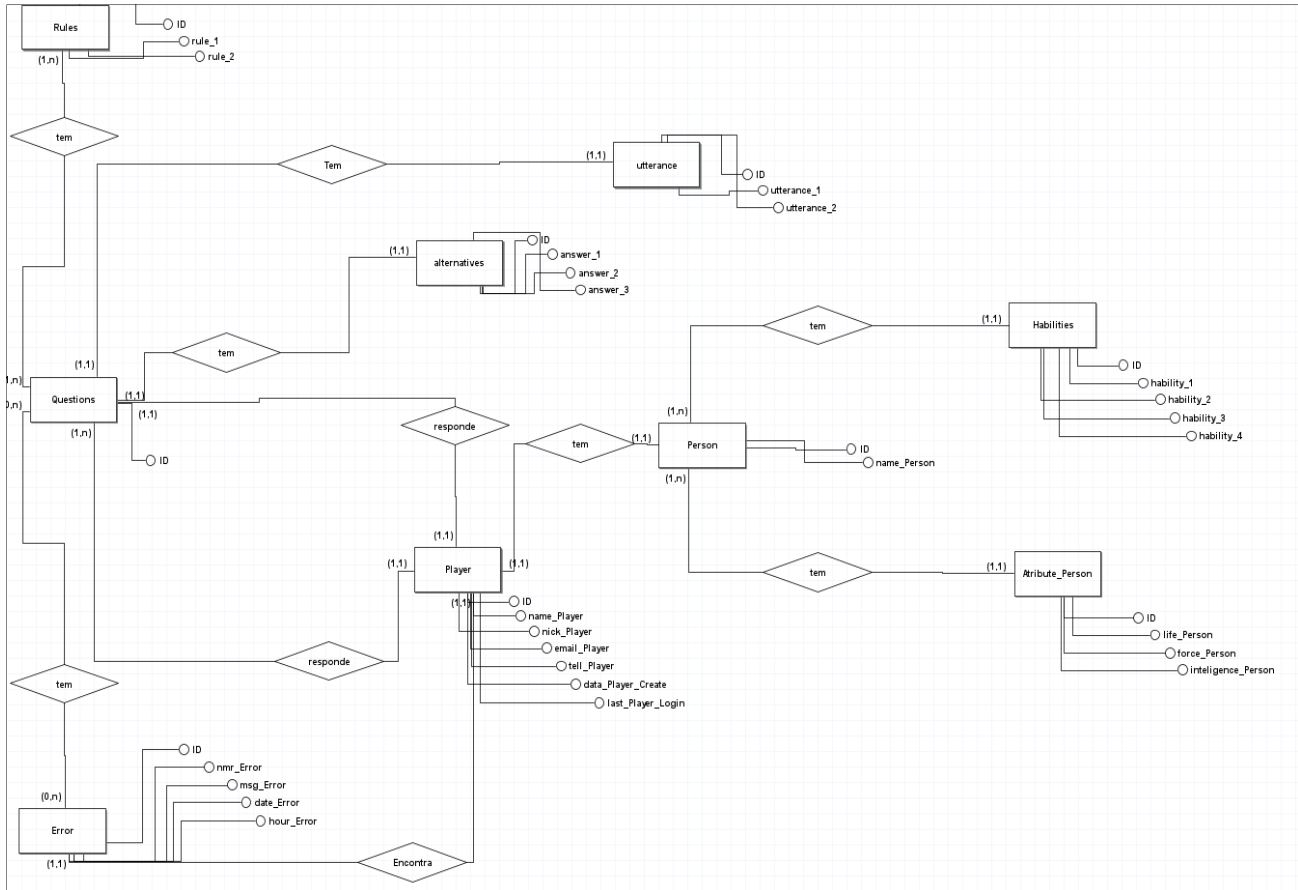 Rules
ID
rule_1
rule_2
(1,n)
tem
Tem
(1,1)
utterance
ID
utterance_1
utterance_2
(1,1)
alternatives
ID
answer_1
answer_2
answer_3
tem
(1,1)
tem
(1,1)
Habilities
ID
hability_1
hability_2
hability_3
hability_4
1,n)
Questions
(1,1)
(1,1)
0,n)
(1,n)
ID
responde
tem
(1,1)
(1,n)
Person
ID
name_Person
(1,n)
(1,1)
(1,1)
Player
(1,1)
(1,1)
ID
name_Player
nick_Player
email_Player
tell_Player
data_Player_Create
last_Player_Login
tem
(1,1)
Atribute_Person
ID
life_Person
force_Person
inteligence_Person
responde
tem
ID
nmr_Error
msg_Error
date_Error
hour_Error
(0,n)
Error
(1,1)
Encontra